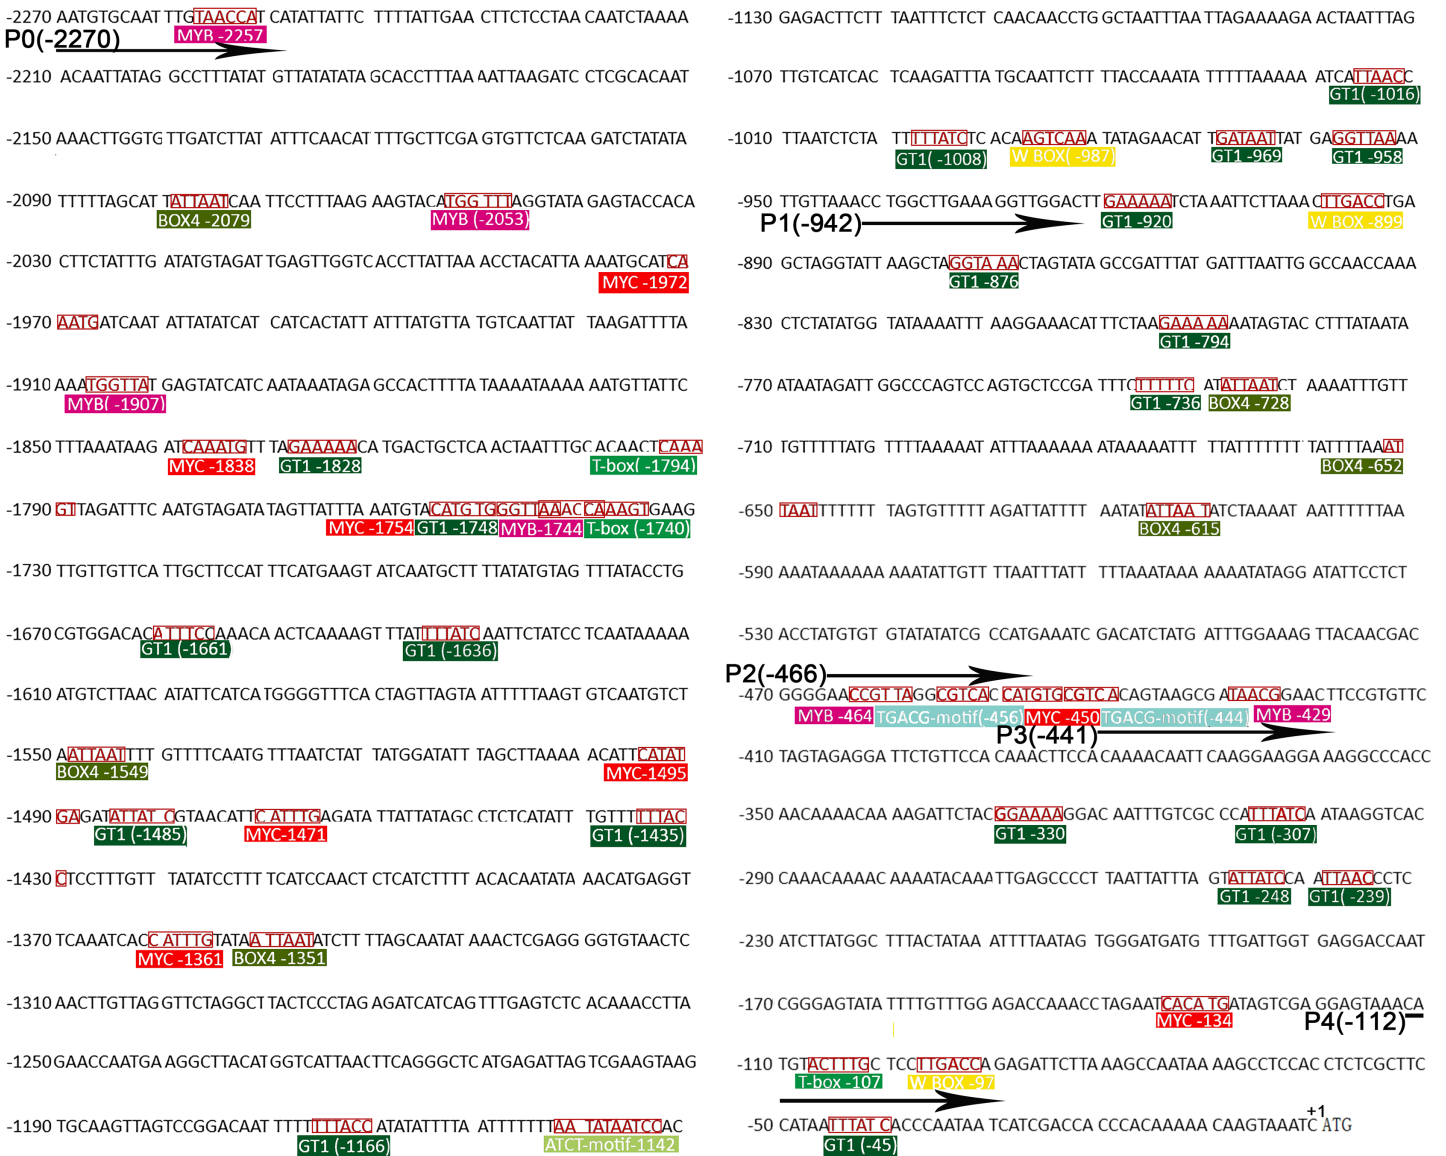 -2270 AATGTGCAAT TTGTAACCAT CATATTATTC TTTTATTGAA CTTCTCCTAA CAATCTAAAA
MYB -2257
P0(-2270)
-2210 ACAATTATAG GCCTTTATAT GTTATATATA GCACCTTTAA AATTAAGATC CTCGCACAAT
-2150 AAACTTGGTG TTGATCTTAT ATTTCAACAT TTTGCTTCGA GTGTTCTCAA GATCTATATA
-2090 TTTTTAGCAT TATTAATCAA TTCCTTTAAG AAGTACATGG TTTAGGTATA GAGTACCACA
BOX4 -2079 MYB (-2053)
-2030 CTTCTATTTG ATATGTAGAT TGAGTTGGTC ACCTTATTAA ACCTACATTA AAATGCATCA
MYC -1972
-1970 AATGATCAAT ATTATATCAT CATCACTATT ATTTATGTTA TGTCAATTAT TAAGATTTTA
-1910 AAATGGTTAT GAGTATCATC AATAAATAGA GCCACTTTTA TAAAATAAAA AATGTTATTC
MYB( -1907)
-1850 TTTAAATAAG ATCAAATGTT TAGAAAAACA TGACTGCTCA ACTAATTTGC ACAACTCAAA
MYC -1838 GT1 -1828 T-box( -1794)
-1790 GTTAGATTTC AATGTAGATA TAGTTATTTA AATGTACATGTGGGTTAAACCAAAGTGAAG
MYC -1754 GT1 -1748 MYB-1744 T-box (-1740)
-1730 TTGTTGTTCA TTGCTTCCAT TTCATGAAGT ATCAATGCTT TTATATGTAG TTTATACCTG
-1670 CGTGGACACATTTCCAAACA ACTCAAAAGT TTATTTTATC AATTCTATCC TCAATAAAAA
GT1 (-1661) GT1 (-1636)
-1610 ATGTCTTAAC ATATTCATCA TGGGGTTTCA CTAGTTAGTA ATTTTTAAGT GTCAATGTCT
-1550 AATTAATTTT GTTTTCAATG TTTAATCTAT TATGGATATT TAGCTTAAAA ACATTCATAT
BOX4 -1549 MYC-1495
-1490 GAGATATTAT CGTAACATTC ATTTGAGATA TTATTATAGC CTCTCATATT TGTTTTTTAC
GT1 (-1485) MYC-1471 GT1 (-1435)
-1430 CTCCTTTGTT TATATCCTTT TCATCCAACT CTCATCTTTT ACACAATATA AACATGAGGT
-1370 TCAAATCACC ATTTGTATAA TTAATATCTT TTAGCAATAT AAACTCGAGG GGTGTAACTC
MYC -1361 BOX4 -1351
-1310 AACTTGTTAG GTTCTAGGCT TACTCCCTAG AGATCATCAG TTTGAGTCTC ACAAACCTTA
-1250 GAACCAATGA AGGCTTACAT GGTCATTAAC TTCAGGGCTC ATGAGATTAG TCGAAGTAAG
-1190 TGCAAGTTAGTCCGGACAAT TTTTTTTACC ATATATTTTA ATTTTTTTTAA TATAATCCAC
GT1 (-1166) ATCT-motif-1142
-1130 GAGACTTCTT TAATTTCTCT CAACAACCTG GCTAATTTAA TTAGAAAAGA ACTAATTTAG
-1070 TTGTCATCAC TCAAGATTTA TGCAATTCTT TTACCAAATA TTTTTAAAAA ATCATTAACC
GT1( -1016)
-1010 TTAATCTCTA TTTTTATCTC ACAAGTCAAA TATAGAACAT TGATAATTAT GAGGTTAAAA
GT1( -1008) W BOX( -987) GT1 -969 GT1 -958
-950 TTGTTAAACC TGGCTTGAAA GGTTGGACTT GAAAAATCTAAATTCTTAAAC TTGACCTGA
P1(-942) GT1 -920 W BOX -899
-890 GCTAGGTATT AAGCTAGGTA AACTAGTATA GCCGATTTAT GATTTAATTG GCCAACCAAA
GT1 -876
-830 CTCTATATGG TATAAAATTT AAGGAAACAT TTCTAAGAAAAA AATAGTAC CTTTATAATA
GT1 -794
-770 ATAATAGATT GGCCCAGTCC AGTGCTCCGA TTTCTTTTTC ATATTAATCT AAAATTTGTT
GT1 -736 BOX4 -728
-710 TGTTTTTATG TTTTAAAAAT ATTTAAAAAA ATAAAAATTT TTATTTTTTT TATTTTAAAT
BOX4 -652
-650 TAATTTTTTT TAGTGTTTTT AGATTATTTT AATATATTAA TATCTAAAAT AATTTTTTAA
BOX4 -615
-590 AAATAAAAAA AAATATTGTT TTAATTTATT TTTAAATAAA AAAATATAGG ATATTCCTCT
-530 ACCTATGTGT GTATATATCG CCATGAAATC GACATCTATG ATTTGGAAAG TTACAACGAC
P2(-466)
-470 GGGGAACCGTTA GGCGTCAC CATGTGCGTCA CAGTAAGCGA TAACGGAACTTCCGTGTTC
MYB -464 TGACG-motif(-456) MYC -450 TGACG-motif( -444) MYB -429
P3(-441)
-410 TAGTAGAGGA TTCTGTTCCA CAAACTTCCA CAAAACAATT CAAGGAAGGA AAGGCCCACC
-350 AACAAAACAA AAGATTCTAC GGAAAAGGAC AATTTGTCGC CCATTTATCA ATAAGGTCAC
GT1 -330 GT1 (-307)
-290 CAAACAAAAC AAAATACAAA TTGAGCCCCT TAATTATTTA GTATTATCCA ATTAACCCTC
GT1 -248 GT1( -239)
-230 ATCTTATGGC TTTACTATAA ATTTTAATAG TGGGATGATG TTTGATTGGT GAGGACCAAT
-170 CGGGAGTATA TTTTGTTTGG AGACCAAACC TAGAATCACA TGATAGTCGA GGAGTAAACA
MYC -134 P4(-112)
-110 TGTACTTTGC TCCTTGACCA GAGATTCTTA AAGCCAATAA AAGCCTCCAC CTCTCGCTTC
T-box -107 W BOX -97
-50 CATAATTTAT CACCCAATAA TCATCGACCA CCCACAAAAA CAAGTAAATC ATG
+1
GT1 (-45)